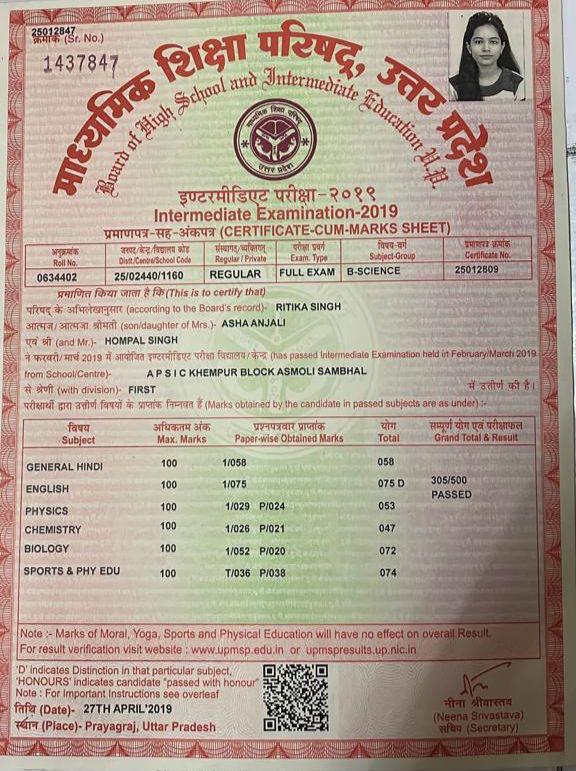 25012847
क्रमांक (Sr. No.)
1437847
माध्यमिक शिक्षा परिषद्, उत्तर प्रदेश
Board of High School and Intermediate Education U.P.
माध्यमिक शिक्षा परिषद
उत्तर प्रदेश
इण्टरमीडिएट परीक्षा-२०१९
Intermediate Examination-2019
प्रमाणपत्र-सह-अंकपत्र (CERTIFICATE-CUM-MARKS SHEET)
अनुक्रमांक जनपद/केन्द्र/विद्यालय कोड संस्थागत/व्यक्तिगत परीक्षा प्रवर्ग विषय-वर्ग प्रमाणपत्र क्रमांक
Roll No. Distt./Centre/School Code Regular / Private Exam. Type Subject-Group Certificate No.
0634402 25/02440/1160 REGULAR FULL EXAM B-SCIENCE 25012809
प्रमाणित किया जाता है कि (This is to certify that)
परिषद् के अभिलेखानुसार (according to the Board's record)- RITIKA SINGH
आत्मज/आत्मजा श्रीमती (son/daughter of Mrs.)- ASHA ANJALI
एवं श्री (and Mr.)- HOMPAL SINGH
ने फरवरी/मार्च 2019 में आयोजित इण्टरमीडिएट परीक्षा विद्यालय/केन्द्र (has passed Intermediate Examination held in February/March 2019
from School/Centre)- A P S I C KHEMPUR BLOCK ASMOLI SAMBHAL
से श्रेणी (with division)- FIRST में उत्तीर्ण की है।
परीक्षार्थी द्वारा उत्तीर्ण विषयों के प्राप्तांक निम्नवत हैं (Marks obtained by the candidate in passed subjects are as under) :-
विषय अधिकतम अंक प्रश्नपत्रवार प्राप्तांक योग सम्पूर्ण योग एवं परीक्षाफल
Subject Max. Marks Paper-wise Obtained Marks Total Grand Total & Result
GENERAL HINDI 100 1/058 058
ENGLISH 100 1/075 075 D 305/500
PASSED
PHYSICS 100 1/029 P/024 053
CHEMISTRY 100 1/026 P/021 047
BIOLOGY 100 1/052 P/020 072
SPORTS & PHY EDU 100 T/036 P/038 074
Note :- Marks of Moral, Yoga, Sports and Physical Education will have no effect on overall Result.
For result verification visit website : www.upmsp.edu.in or upmspresults.up.nic.in
'D' indicates Distinction in that particular subject,
'HONOURS' indicates candidate "passed with honour"
Note : For Important Instructions see overleaf
तिथि (Date)- 27TH APRIL'2019
स्थान (Place)- Prayagraj, Uttar Pradesh
नीना श्रीवास्तव
(Neena Srivastava)
सचिव (Secretary)